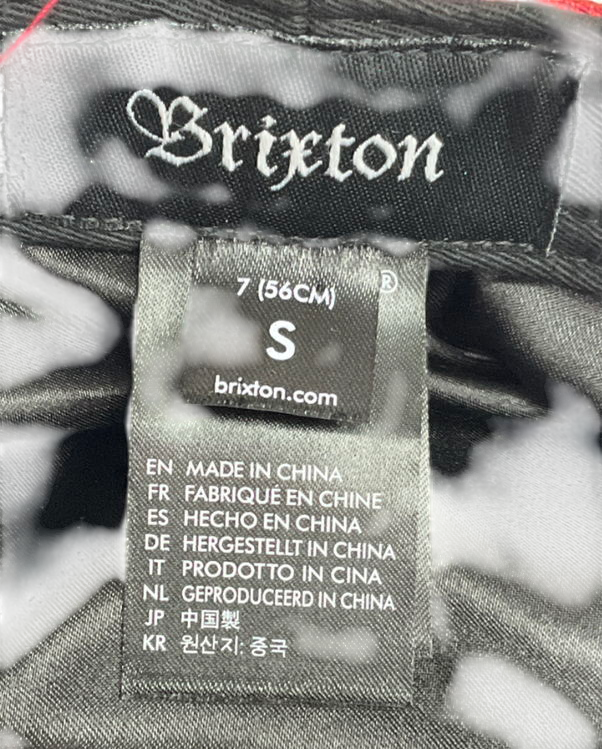 Brixton
7 (56CM)
®
S
brixton.com
EN MADE IN CHINA
FR FABRIQUÉ EN CHINE
ES HECHO EN CHINA
DE HERGESTELLT IN CHINA
IT PRODOTTO IN CINA
NL GEPRODUCEERD IN CHINA
JP 中国製
KR 원산지: 중국